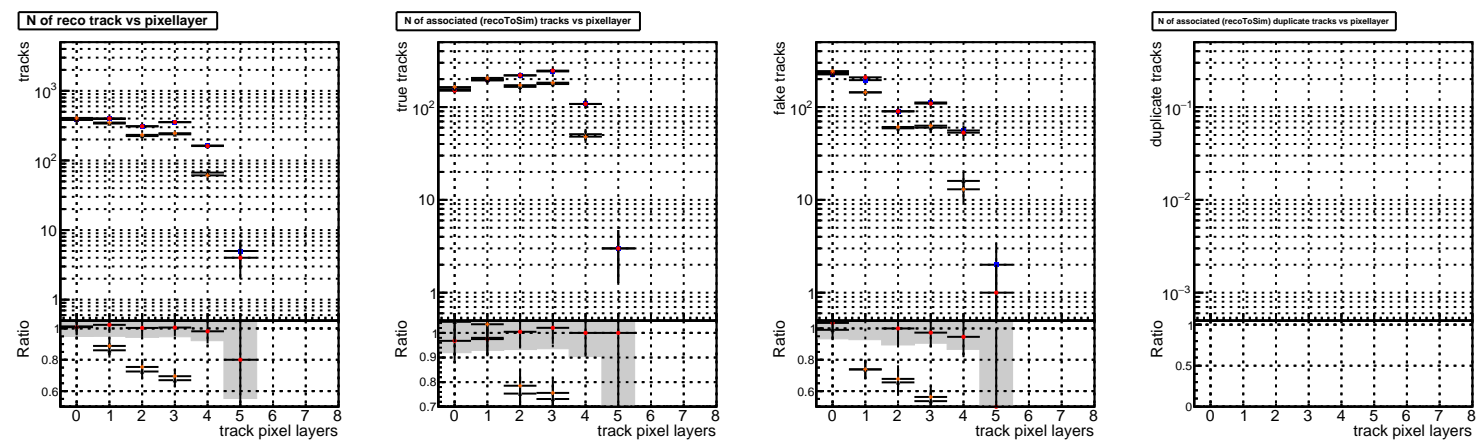 N of reco track vs pixellayer
tracks
10³
10²
10
1
Ratio
1
0.8
0.6
0 1 2 3 4 5 6 7 8
track pixel layers
N of associated (recoToSim) tracks vs pixellayer
true tracks
10²
10
1
Ratio
1
0.9
0.8
0.7
0 1 2 3 4 5 6 7 8
track pixel layers
N of associated (recoToSim) tracks vs pixellayer
fake tracks
10²
10
1
Ratio
1
0.8
0.6
0 1 2 3 4 5 6 7 8
track pixel layers
N of associated (recoToSim) duplicate tracks vs pixellayer
duplicate tracks
10⁻¹
10⁻²
10⁻³
Ratio
1
0.5
0
0 1 2 3 4 5 6 7 8
track pixel layers